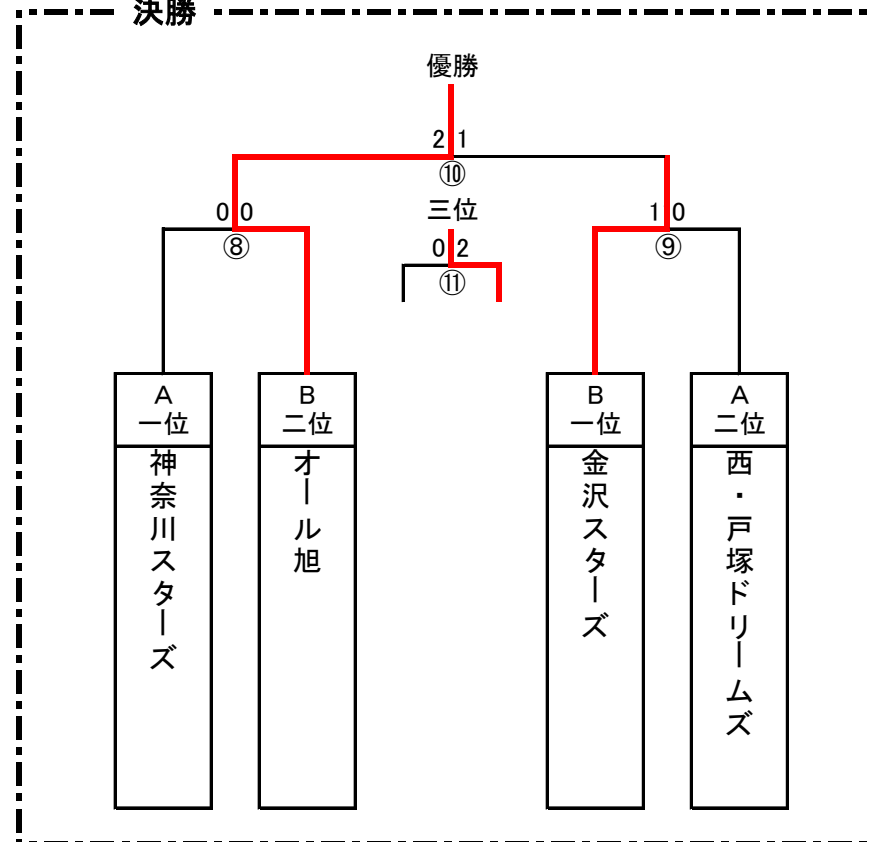 決勝
優勝
2 1
⑩
三位
0 0
1 0
⑧
0 2
⑨
⑪
A
一位
B
二位
B
一位
A
二位
神奈川スターズ
オール旭
金沢スターズ
西・戸塚ドリームズ